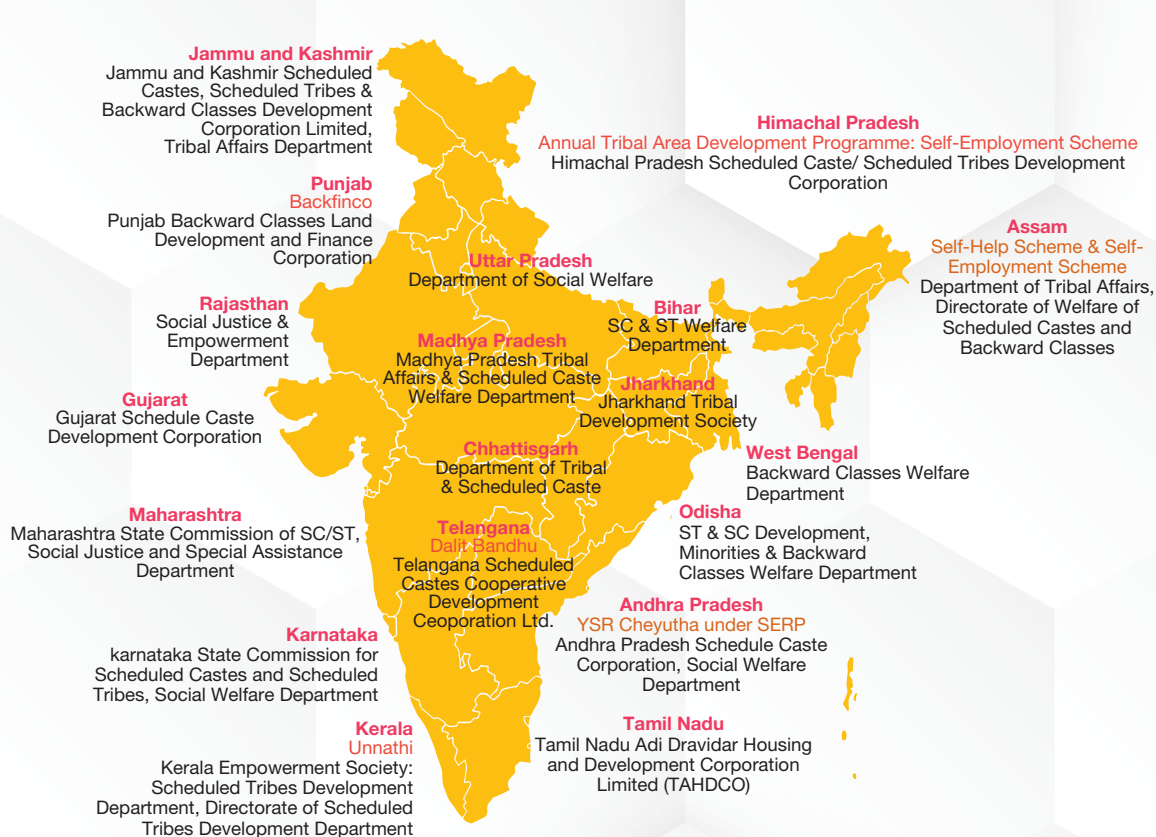 Jammu and Kashmir
Jammu and Kashmir Scheduled
Castes, Scheduled Tribes &
Backward Classes Development
Corporation Limited,
Tribal Affairs Department
Himachal Pradesh
Annual Tribal Area Development Programme: Self-Employment Scheme
Himachal Pradesh Scheduled Caste/ Scheduled Tribes Development
Corporation
Punjab
Backfinco
Punjab Backward Classes Land
Development and Finance
Corporation
Assam
Self-Help Scheme & Self-
Employment Scheme
Department of Tribal Affairs,
Directorate of Welfare of
Scheduled Castes and
Backward Classes
Uttar Pradesh
Department of Social Welfare
Rajasthan
Social Justice &
Empowerment
Department
Bihar
SC & ST Welfare
Department
Madhya Pradesh
Madhya Pradesh Tribal
Affairs & Scheduled Caste
Welfare Department
Jharkhand
Jharkhand Tribal
Development Society
Gujarat
Gujarat Schedule Caste
Development Corporation
Chhattisgarh
Department of Tribal
& Scheduled Caste
West Bengal
Backward Classes Welfare
Department
Maharashtra
Maharashtra State Commission of SC/ST,
Social Justice and Special Assistance
Department
Telangana
Dalit Bandhu
Telangana Scheduled
Castes Cooperative
Development
Ceoporation Ltd.
Odisha
ST & SC Development,
Minorities & Backward
Classes Welfare Department
Andhra Pradesh
YSR Cheyutha under SERP
Andhra Pradesh Schedule Caste
Corporation, Social Welfare
Department
Karnataka
karnataka State Commission for
Scheduled Castes and Scheduled
Tribes, Social Welfare Department
Kerala
Unnathi
Kerala Empowerment Society:
Scheduled Tribes Development
Department, Directorate of Scheduled
Tribes Development Department
Tamil Nadu
Tamil Nadu Adi Dravidar Housing
and Development Corporation
Limited (TAHDCO)